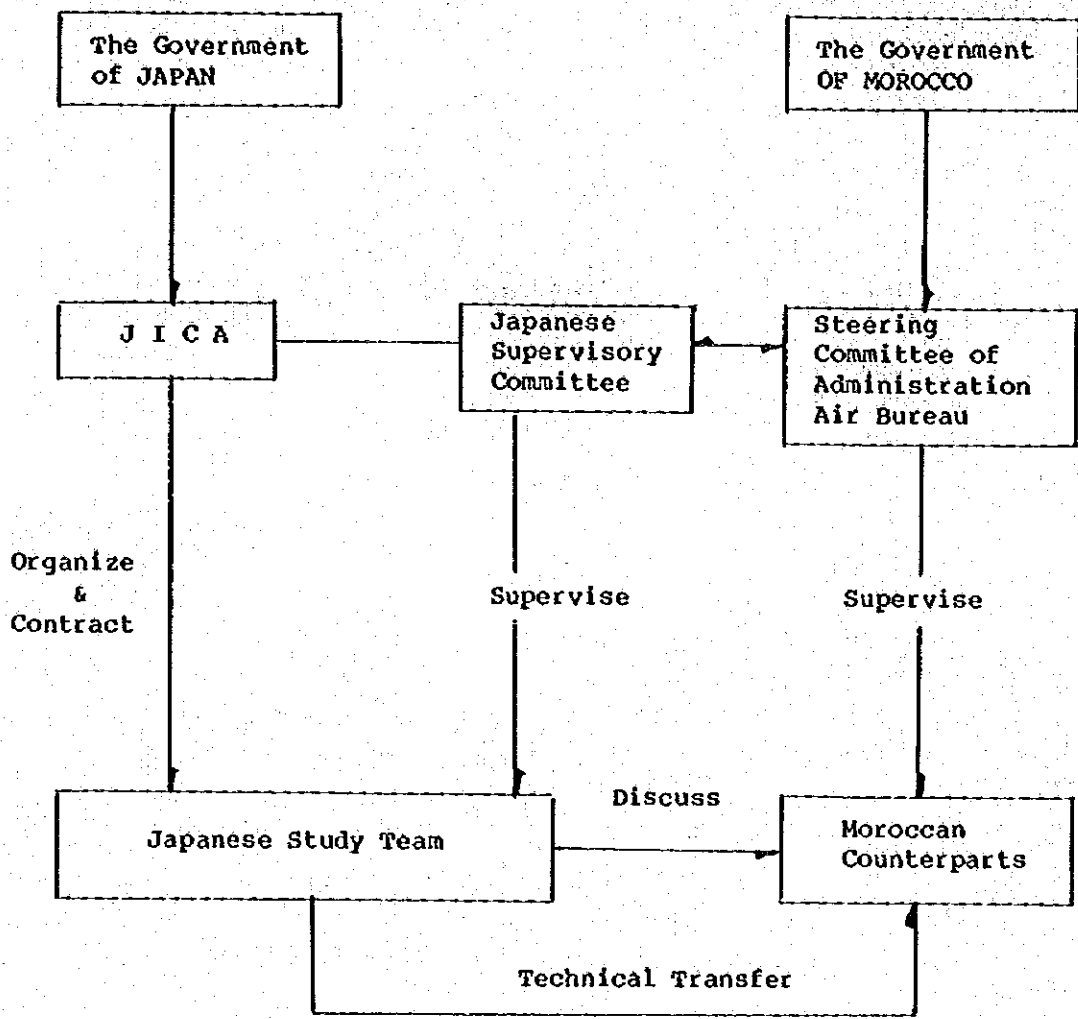 The Government
of JAPAN
The Government
OF MOROCCO
J I C A
Japanese
Supervisory
Committee
Steering
Committee of
Administration
Air Bureau
Organize
&
Contract
Supervise
Supervise
Discuss
Japanese Study Team
Moroccan
Counterparts
Technical Transfer